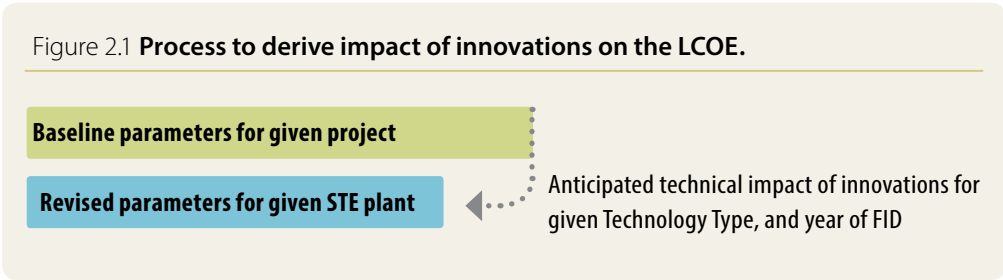 Figure 2.1 Process to derive impact of innovations on the LCOE.
Baseline parameters for given project
Revised parameters for given STE plant
Anticipated technical impact of innovations for
given Technology Type, and year of FID